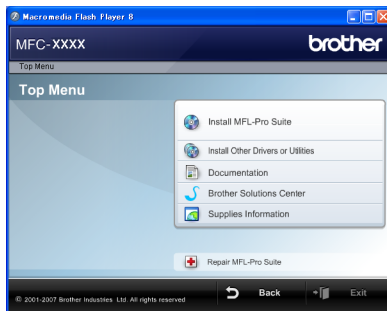 Macromedia Flash Player 8
MFC-XXXX
brother
Top Menu
Top Menu
Install MFL-Pro Suite
Install Other Drivers or Utilities
Documentation
Brother Solutions Center
Supplies Information
Repair MFL-Pro Suite
© 2001-2007 Brother Industries. Ltd. All rights reserved
Back
Exit